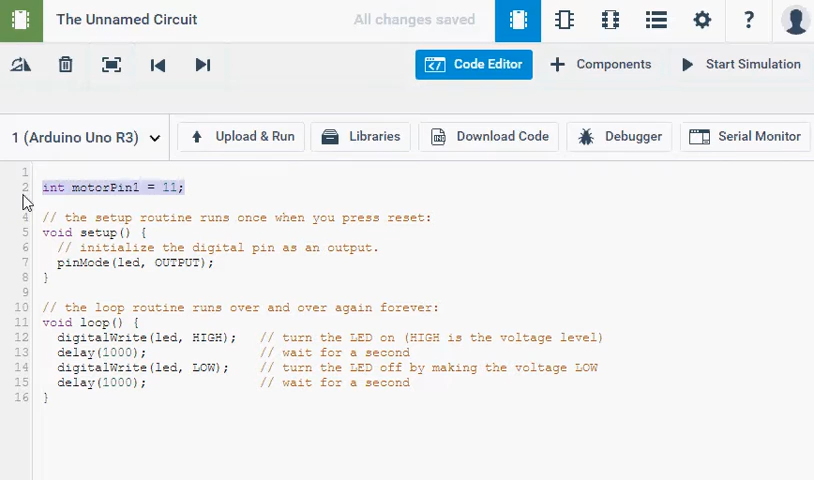 The Unnamed Circuit
All changes saved
?
Code Editor
+ Components
Start Simulation
1 (Arduino Uno R3)
Upload & Run
Libraries
Download Code
Debugger
Serial Monitor
1
2 int motorPin1 = 11;
4 // the setup routine runs once when you press reset:
5 void setup() {
6 // initialize the digital pin as an output.
7 pinMode(led, OUTPUT);
8 }
9
10 // the loop routine runs over and over again forever:
11 void loop() {
12 digitalWrite(led, HIGH); // turn the LED on (HIGH is the voltage level)
13 delay(1000); // wait for a second
14 digitalWrite(led, LOW); // turn the LED off by making the voltage LOW
15 delay(1000); // wait for a second
16 }